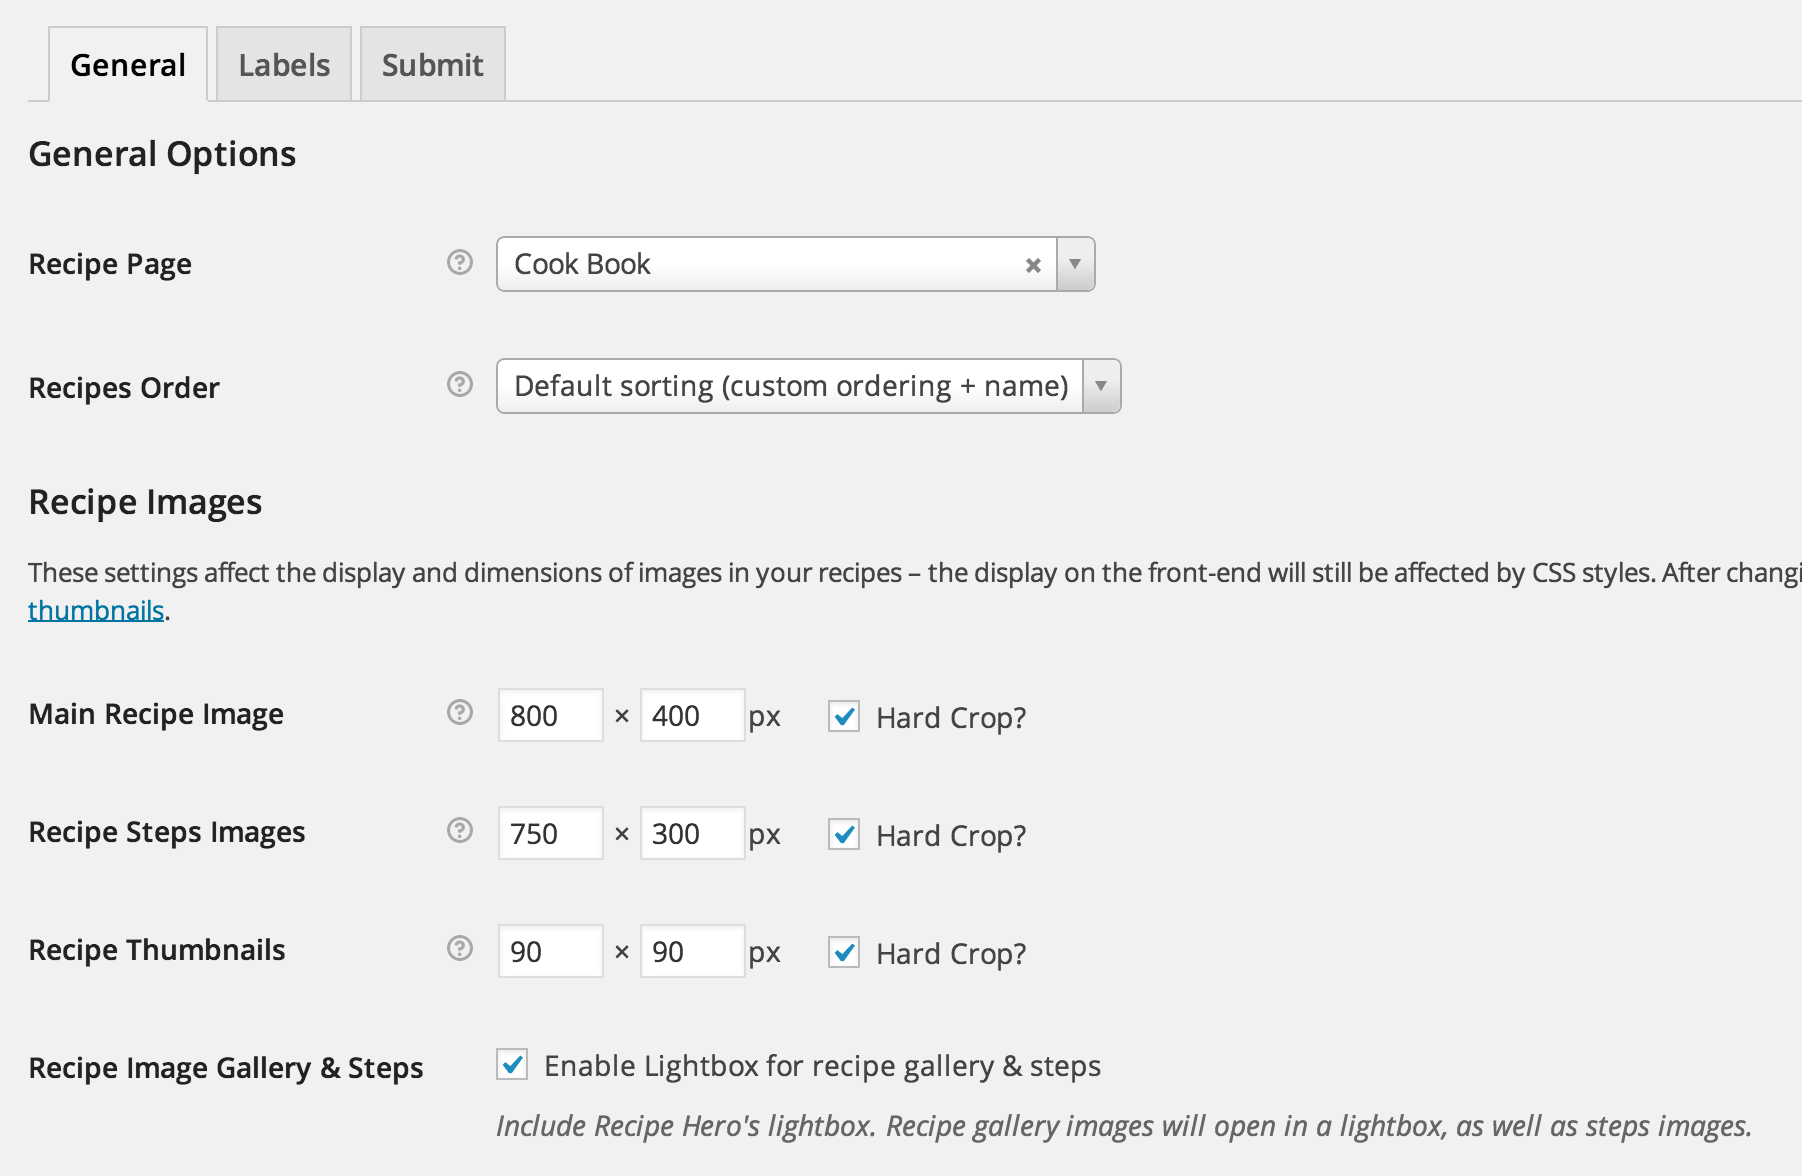 General Labels Submit
General Options
Recipe Page ? Cook Book × ▼
Recipes Order ? Default sorting (custom ordering + name) ▼
Recipe Images
These settings affect the display and dimensions of images in your recipes – the display on the front-end will still be affected by CSS styles. After changi
thumbnails.
Main Recipe Image ? 800 × 400 px Hard Crop?
Recipe Steps Images ? 750 × 300 px Hard Crop?
Recipe Thumbnails ? 90 × 90 px Hard Crop?
Recipe Image Gallery & Steps Enable Lightbox for recipe gallery & steps
Include Recipe Hero's lightbox. Recipe gallery images will open in a lightbox, as well as steps images.